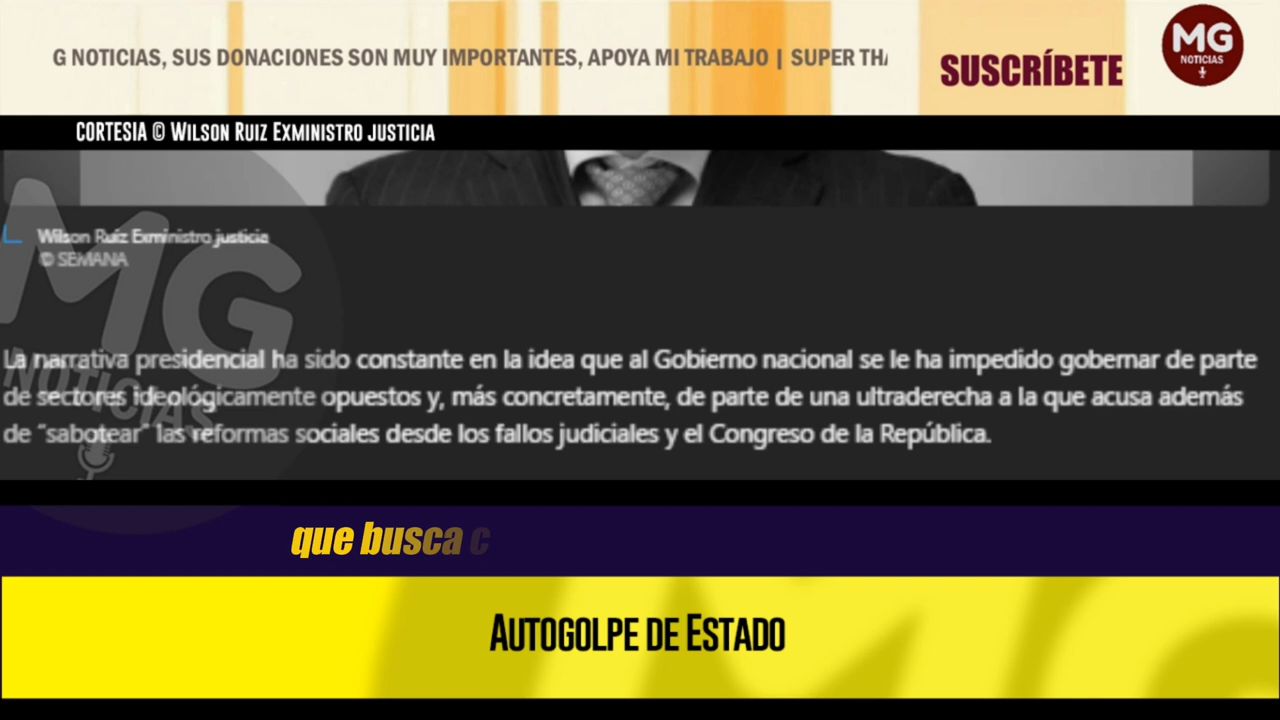 G NOTICIAS, SUS DONACIONES SON MUY IMPORTANTES, APOYA MI TRABAJO | SUPER
SUSCRÍBETE
MG
NOTICIAS
CORTESIA © WILSON RUIZ EXMINISTRO JUSTICIA
Wilson Ruiz Exministro justicia
© SEMANA
MG
NOTICIAS
La narrativa presidencial ha sido constante en la idea que al Gobierno nacional se le ha impedido gobernar de parte
de sectores ideológicamente opuestos y, más concretamente, de parte de una ultraderecha a la que acusa además
de “sabotear” las reformas sociales desde los fallos judiciales y el Congreso de la República.
que busca c
AUTOGOLPE DE ESTADO